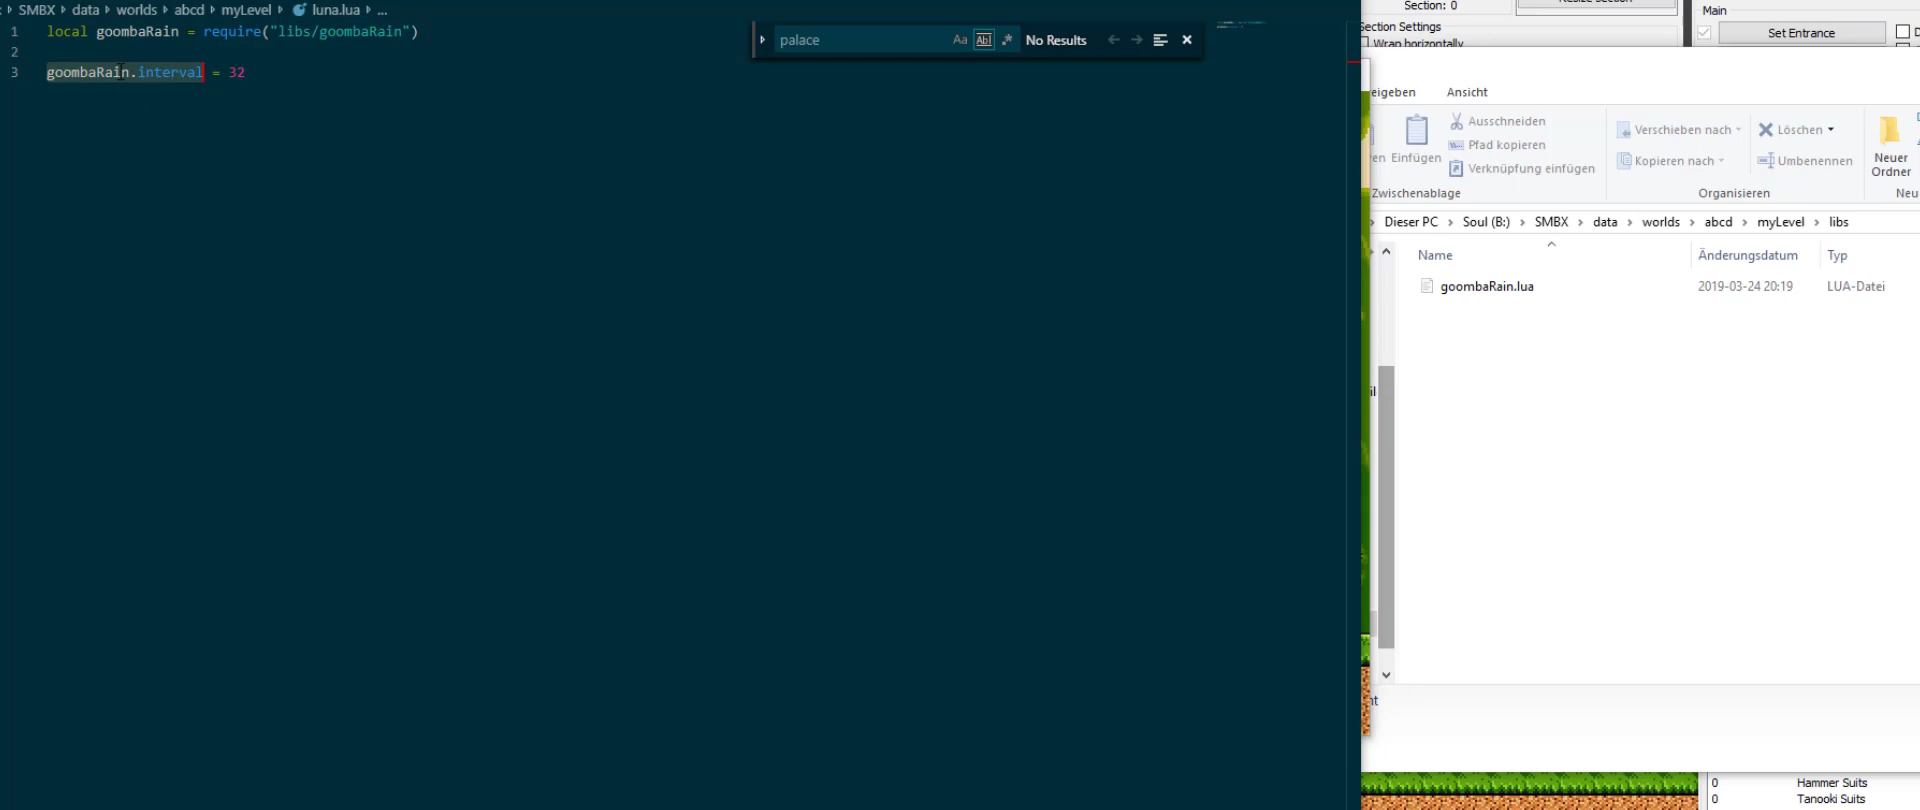 SMBX data worlds abcd myLevel luna.lua ...
1 local goombaRain = require("libs/goombaRain")
2
3 goombaRain.interval = 32
palace Aa Abl .* No Results
Section: 0
Section Settings
Wrap horizontally
Main
Set Entrance
eigeben Ansicht
Einfügen
Ausschneiden
Pfad kopieren
Verknüpfung einfügen
Zwischenablage
Verschieben nach
Kopieren nach
Löschen
Umbenennen
Organisieren
Neuer
Ordner
Neu
Dieser PC Soul (B:) SMBX data worlds abcd myLevel libs
Name Änderungsdatum Typ
goombaRain.lua 2019-03-24 20:19 LUA-Datei
0 Hammer Suits
0 Tanooki Suits